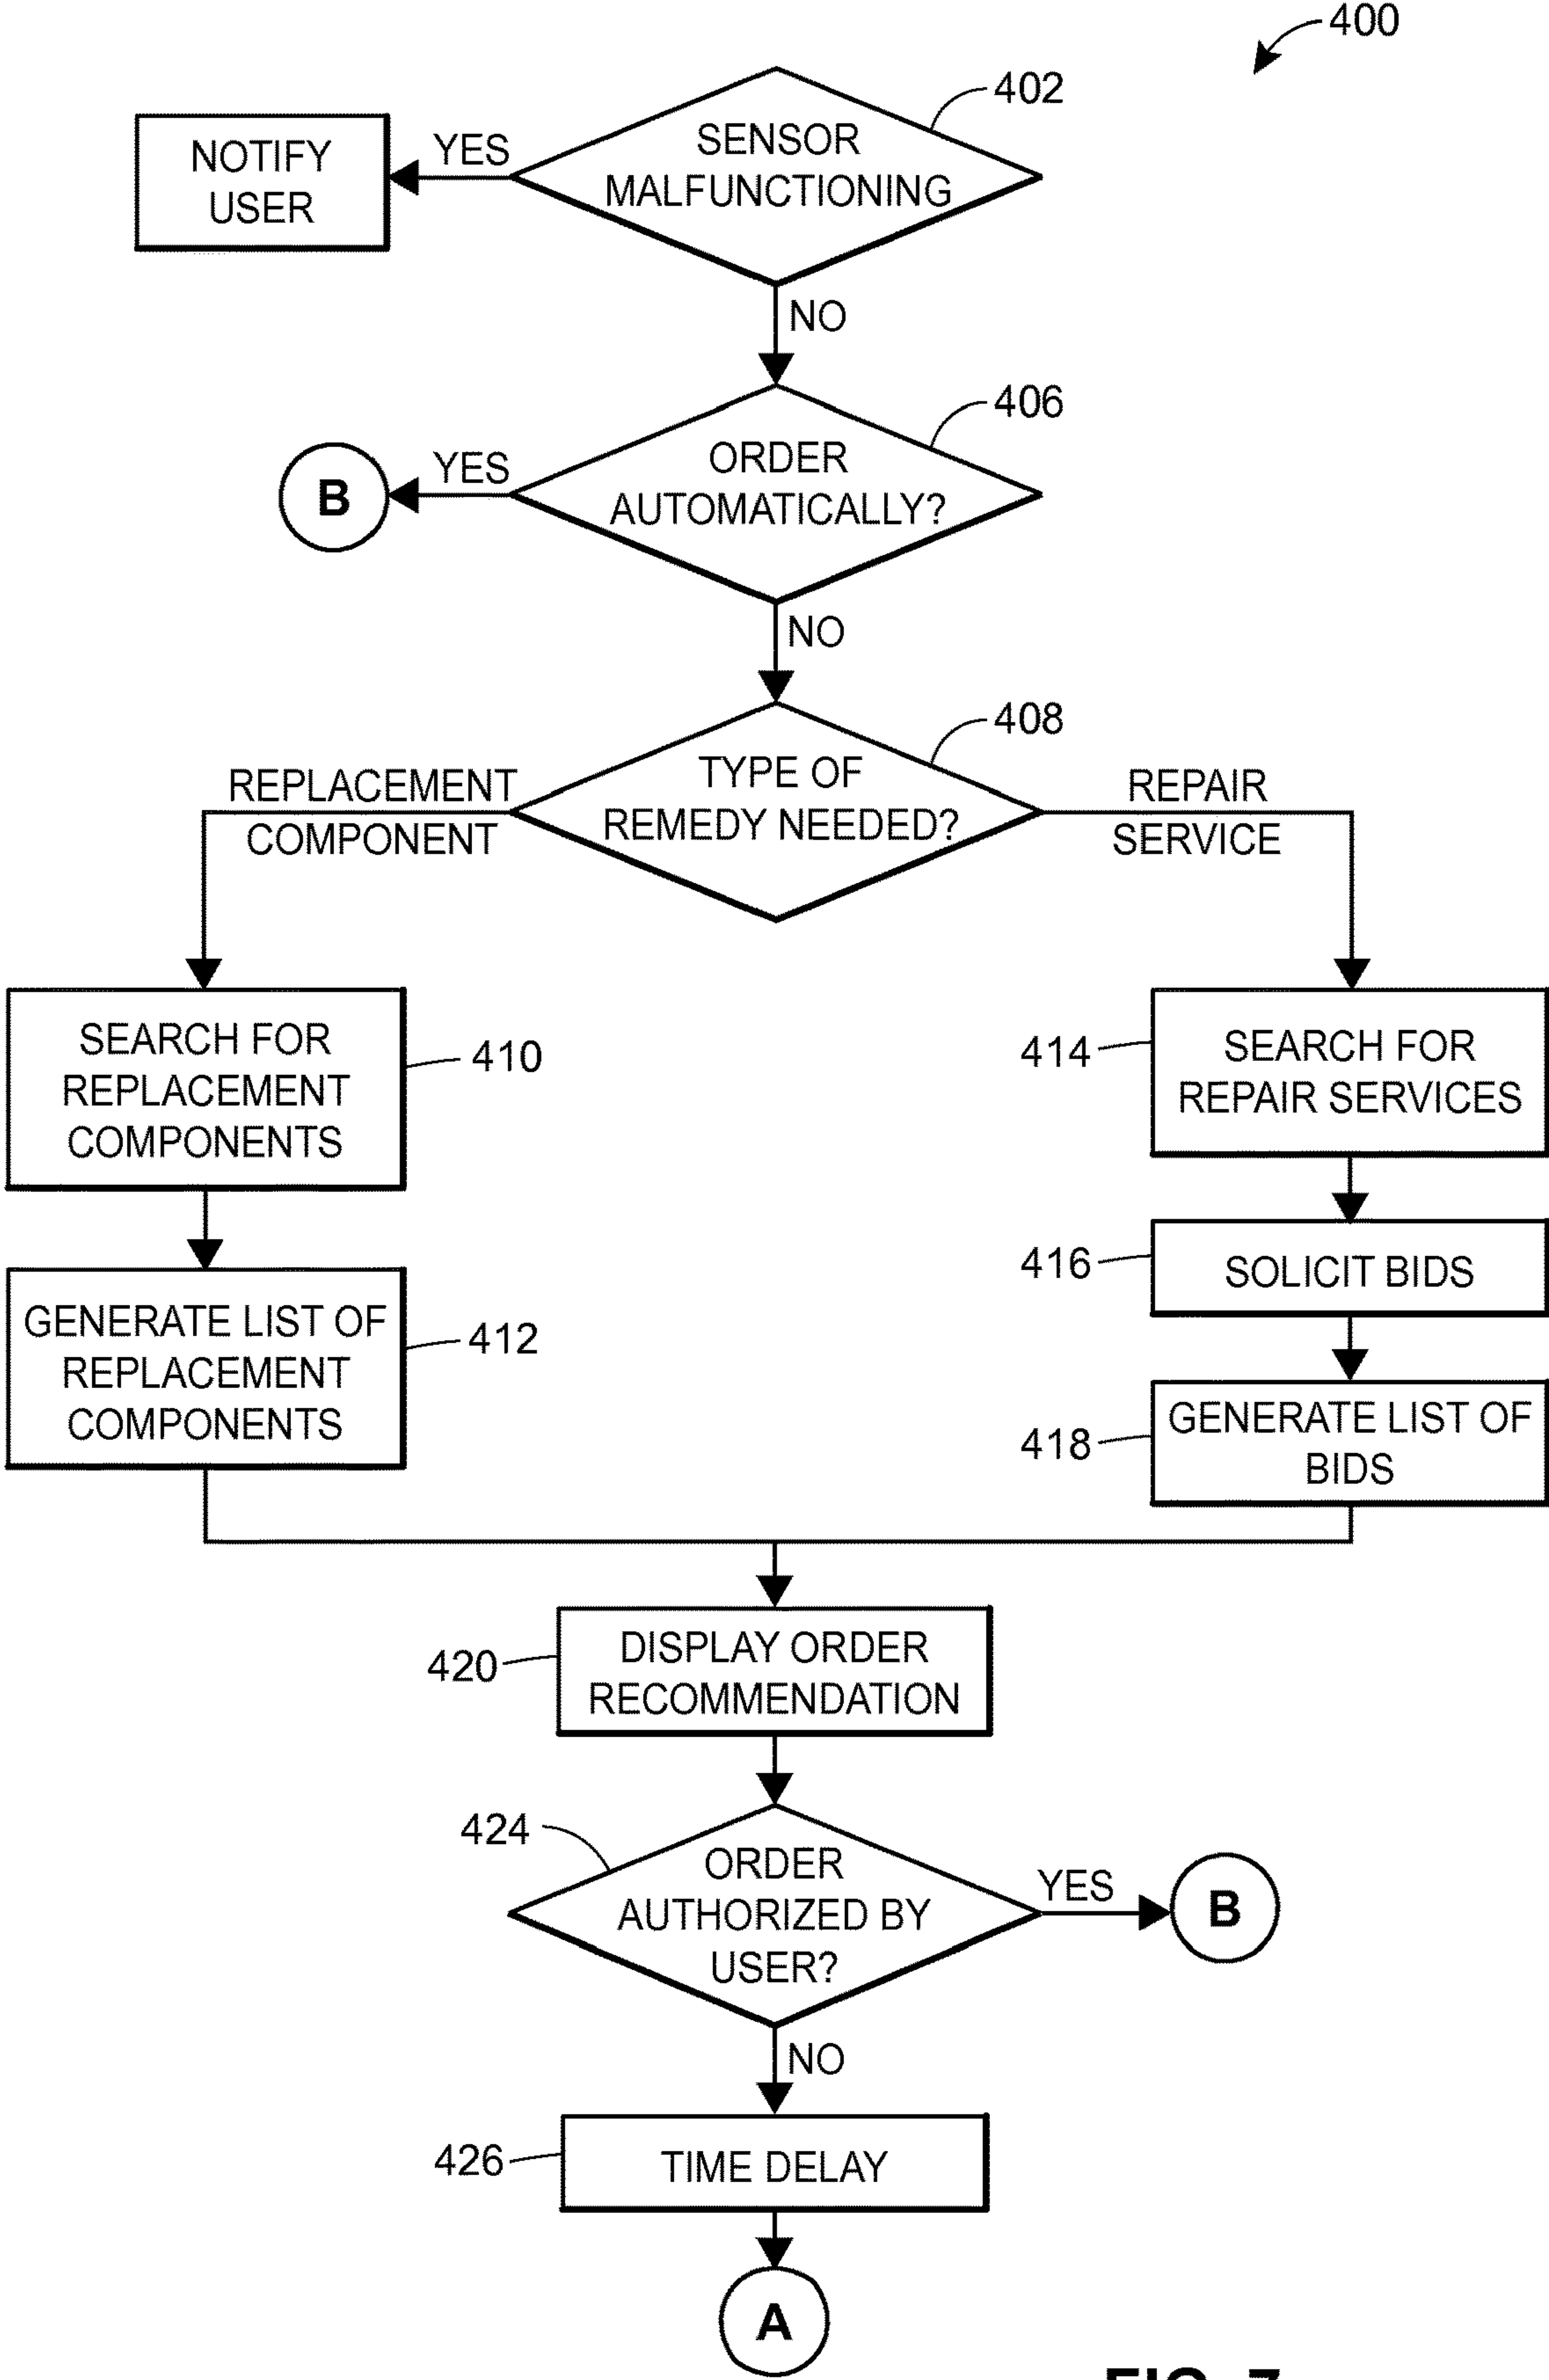 400
402
SENSOR
MALFUNCTIONING
YES
NOTIFY
USER
NO
406
ORDER
AUTOMATICALLY?
YES
B
NO
408
TYPE OF
REMEDY NEEDED?
REPLACEMENT
COMPONENT
REPAIR
SERVICE
SEARCH FOR
REPLACEMENT
COMPONENTS
410
414
SEARCH FOR
REPAIR SERVICES
416
SOLICIT BIDS
GENERATE LIST OF
REPLACEMENT
COMPONENTS
412
418
GENERATE LIST OF
BIDS
420
DISPLAY ORDER
RECOMMENDATION
424
ORDER
AUTHORIZED BY
USER?
YES
B
NO
426
TIME DELAY
A